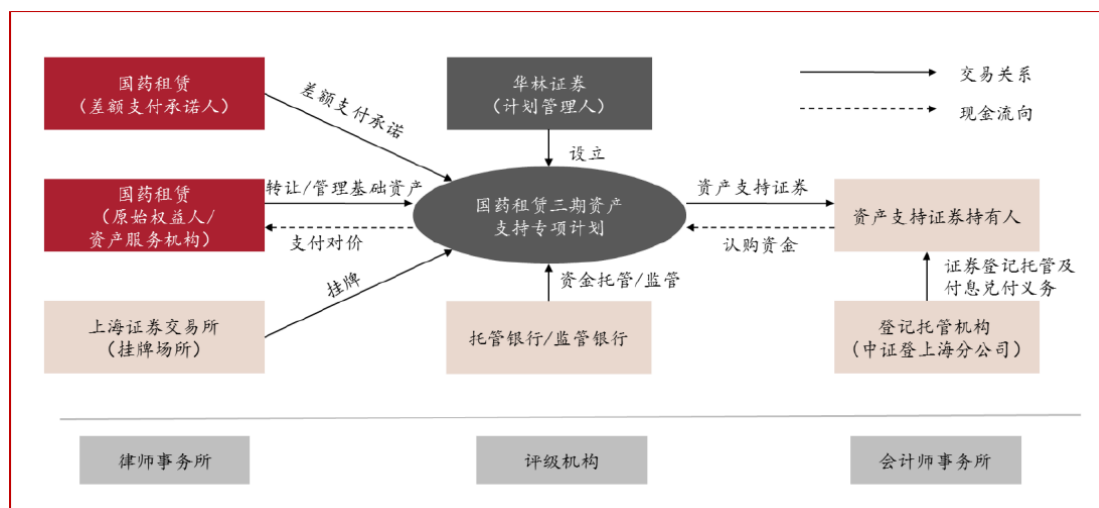 国药租赁
（差额支付承诺人）
差额支付承诺
华林证券
（计划管理人）
设立
交易关系
现金流向
国药租赁
（原始权益人/
资产服务机构）
转让/管理基础资产
支付对价
国药租赁三期资产
支持专项计划
资产支持证券
认购资金
资产支持证券持有人
挂牌
资金托管/监管
证券登记托管及
付息兑付义务
上海证券交易所
（挂牌场所）
托管银行/监管银行
登记托管机构
（中证登上海分公司）
律师事务所
评级机构
会计师事务所